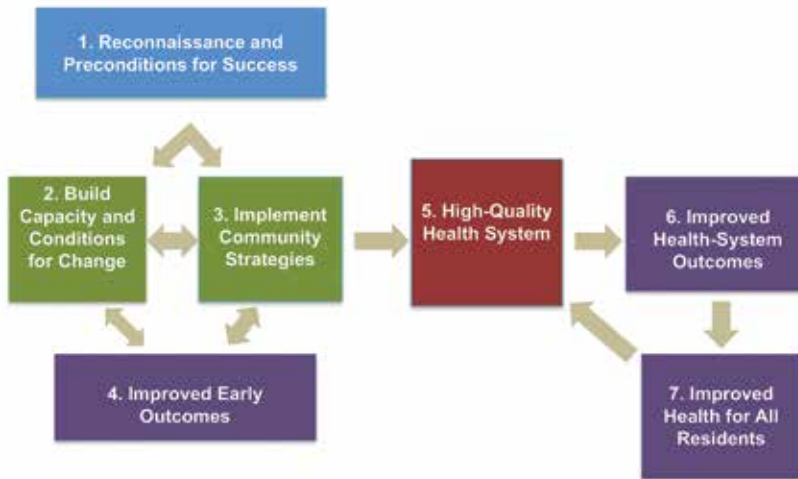 1. Reconnaissance and
Preconditions for Success
2. Build
Capacity and
Conditions
for Change
3. Implement
Community
Strategies
4. Improved Early
Outcomes
5. High-Quality
Health System
6. Improved
Health-System
Outcomes
7. Improved
Health for All
Residents